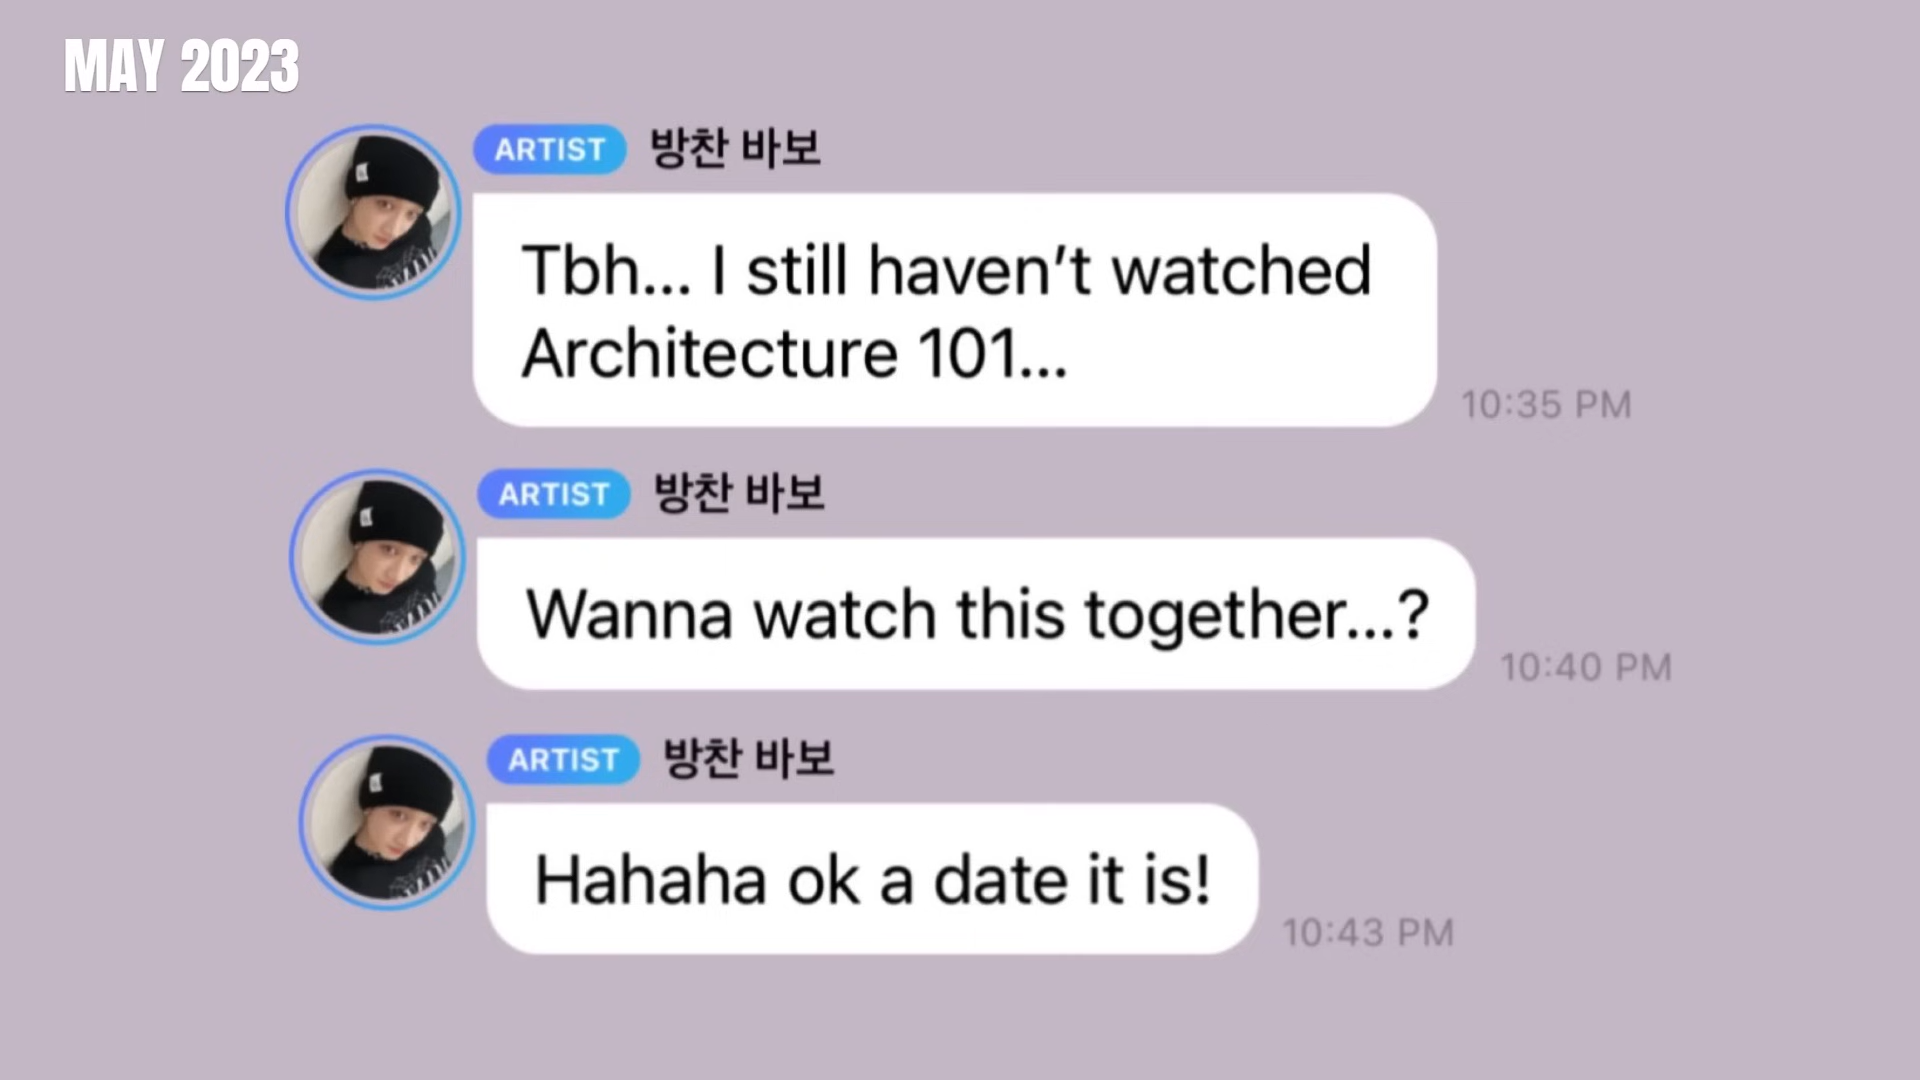 MAY 2023
ARTIST 방찬 바보
Tbh... I still haven't watched
Architecture 101...
10:35 PM
ARTIST 방찬 바보
Wanna watch this together...?
10:40 PM
ARTIST 방찬 바보
Hahaha ok a date it is!
10:43 PM